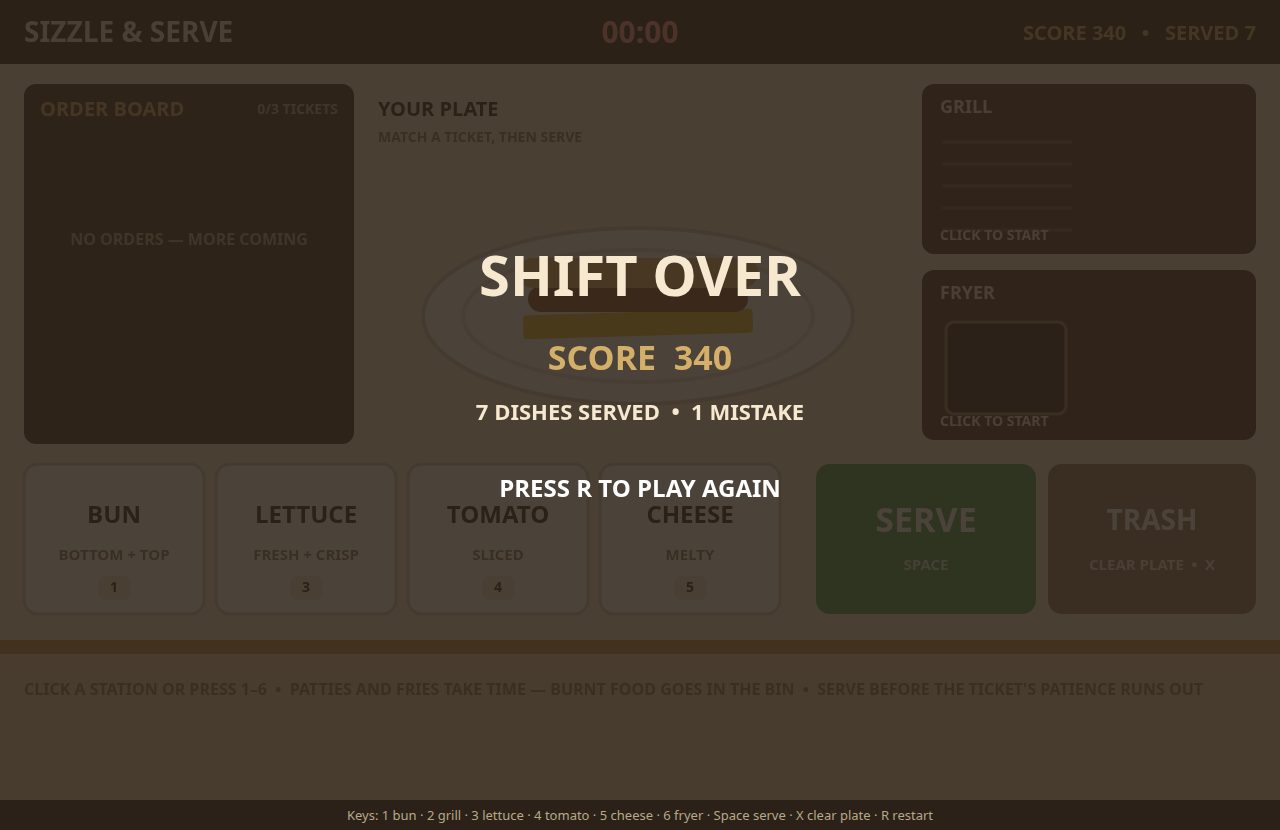 SIZZLE & SERVE
00:00
SCORE 340 • SERVED 7
ORDER BOARD
0/3 TICKETS
NO ORDERS — MORE COMING
YOUR PLATE
MATCH A TICKET, THEN SERVE
GRILL
CLICK TO START
FRYER
CLICK TO START
SHIFT OVER
SCORE 340
7 DISHES SERVED • 1 MISTAKE
PRESS R TO PLAY AGAIN
BUN
BOTTOM + TOP
1
LETTUCE
FRESH + CRISP
3
TOMATO
SLICED
4
CHEESE
MELTY
5
SERVE
SPACE
TRASH
CLEAR PLATE • X
CLICK A STATION OR PRESS 1–6 • PATTIES AND FRIES TAKE TIME — BURNT FOOD GOES IN THE BIN • SERVE BEFORE THE TICKET'S PATIENCE RUNS OUT
Keys: 1 bun · 2 grill · 3 lettuce · 4 tomato · 5 cheese · 6 fryer · Space serve · X clear plate · R restart